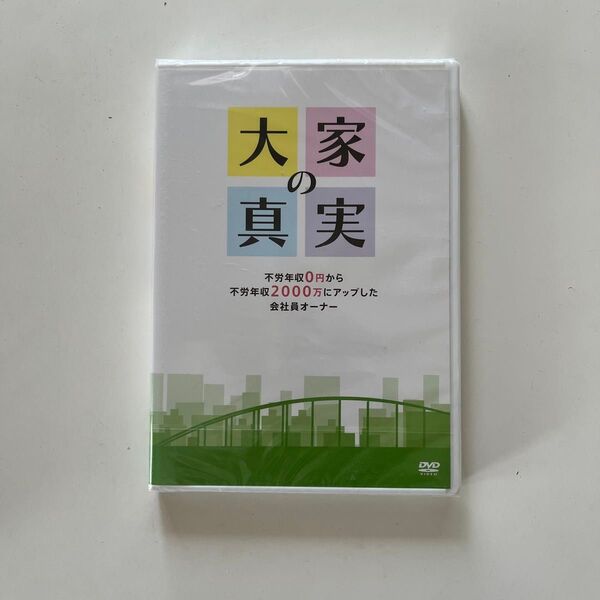 大家
の
真実
不労年収0円から
不労年収2000万にアップした
会社員オーナー
DVD
VIDEO